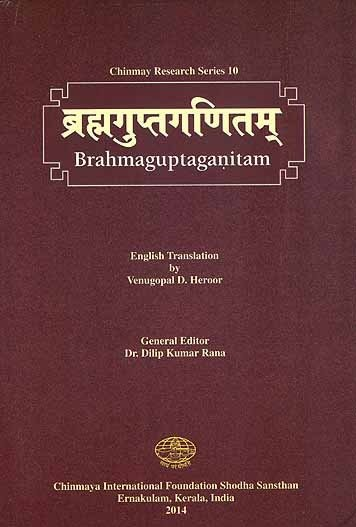 Chinmay Research Series 10
ब्रह्मगुप्तगणितम्
Brahmaguptagaṇitam
English Translation
by
Venugopal D. Heroor
General Editor
Dr. Dilip Kumar Rana
Chinmaya International Foundation Shodha Sansthan
Ernakulam, Kerala, India
2014